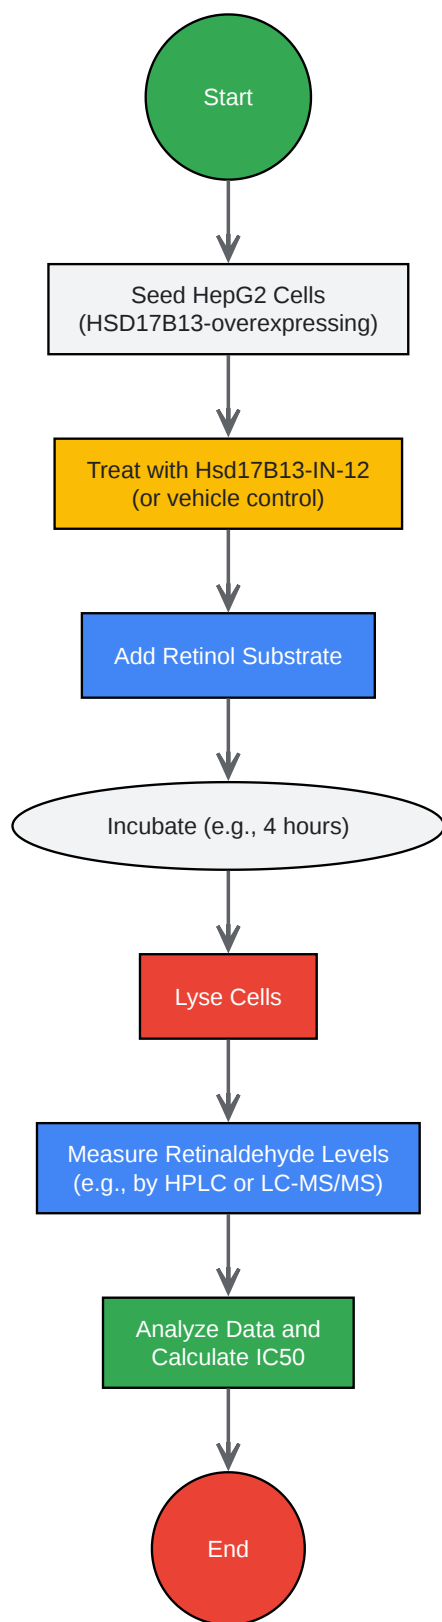 Start
Seed HepG2 Cells
(HSD17B13-overexpressing)
Treat with Hsd17B13-IN-12
(or vehicle control)
Add Retinol Substrate
Incubate (e.g., 4 hours)
Lyse Cells
Measure Retinaldehyde Levels
(e.g., by HPLC or LC-MS/MS)
Analyze Data and
Calculate IC50
End